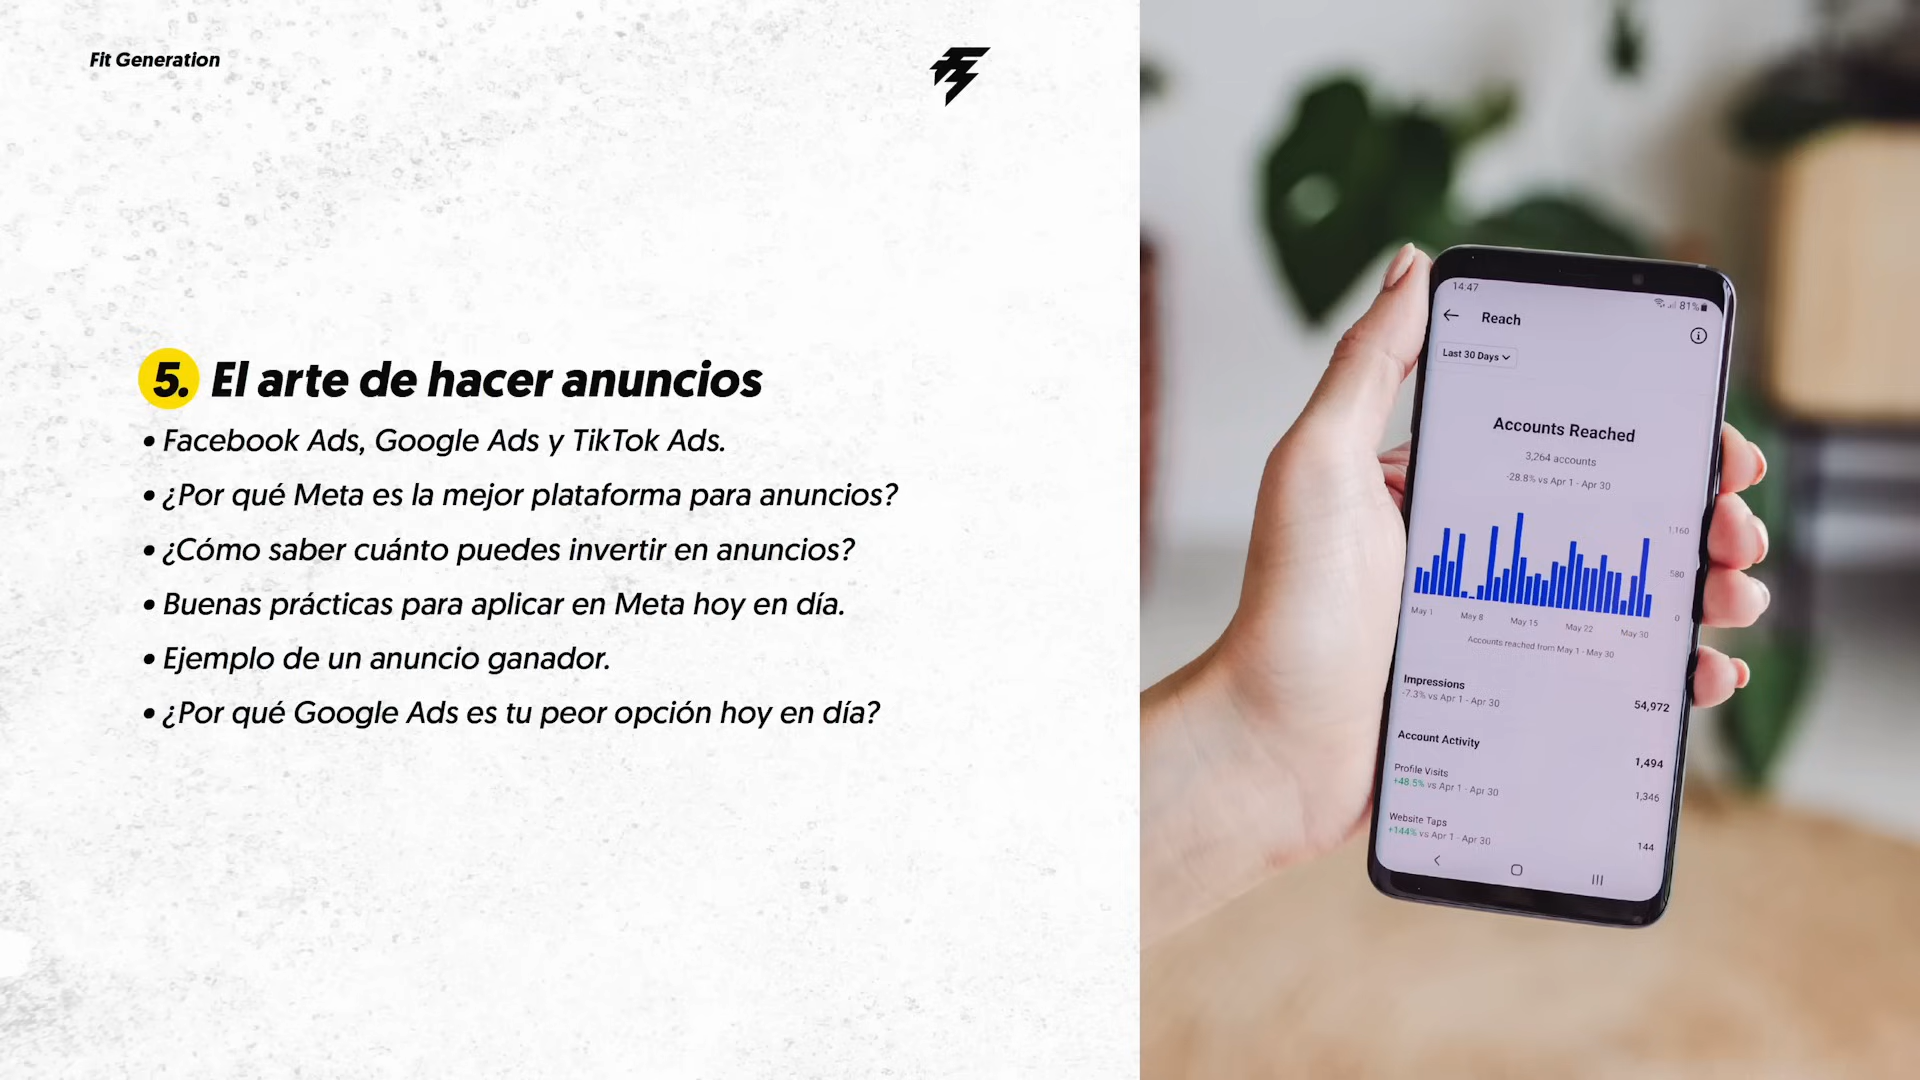 Fit Generation
5. El arte de hacer anuncios
• Facebook Ads, Google Ads y TikTok Ads.
• ¿Por qué Meta es la mejor plataforma para anuncios?
• ¿Cómo saber cuánto puedes invertir en anuncios?
• Buenas prácticas para aplicar en Meta hoy en día.
• Ejemplo de un anuncio ganador.
• ¿Por qué Google Ads es tu peor opción hoy en día?
14:47
81%
Reach
Last 30 Days
Accounts Reached
3,264 accounts
-28.8% vs Apr 1 - Apr 30
1,160
580
0
May 1 May 8 May 15 May 22 May 30
Accounts reached from May 1 - May 30
Impressions
54,972
-7.3% vs Apr 1 - Apr 30
Account Activity
1,494
Profile Visits
1,346
+48.5% vs Apr 1 - Apr 30
Website Taps
144
+144% vs Apr 1 - Apr 30